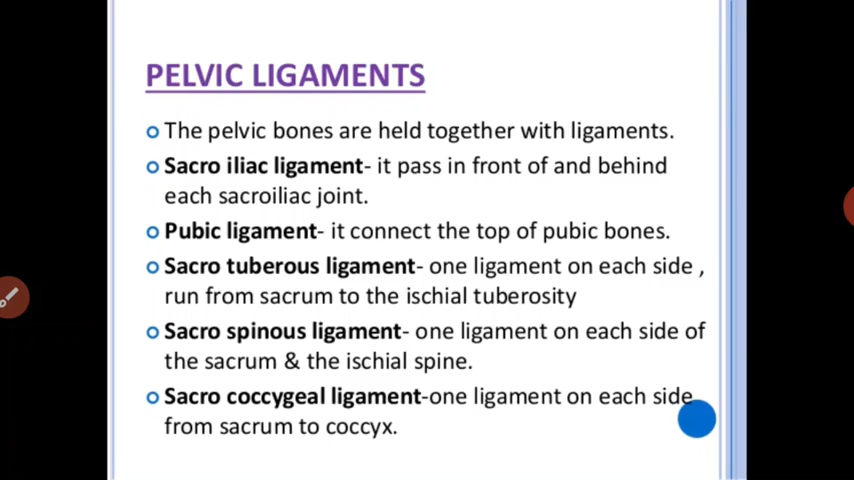 PELVIC LIGAMENTS
The pelvic bones are held together with ligaments.
Sacro iliac ligament- it pass in front of and behind
each sacroiliac joint.
Pubic ligament- it connect the top of pubic bones.
Sacro tuberous ligament- one ligament on each side ,
run from sacrum to the ischial tuberosity
Sacro spinous ligament- one ligament on each side of
the sacrum & the ischial spine.
Sacro coccygeal ligament-one ligament on each side
from sacrum to coccyx.